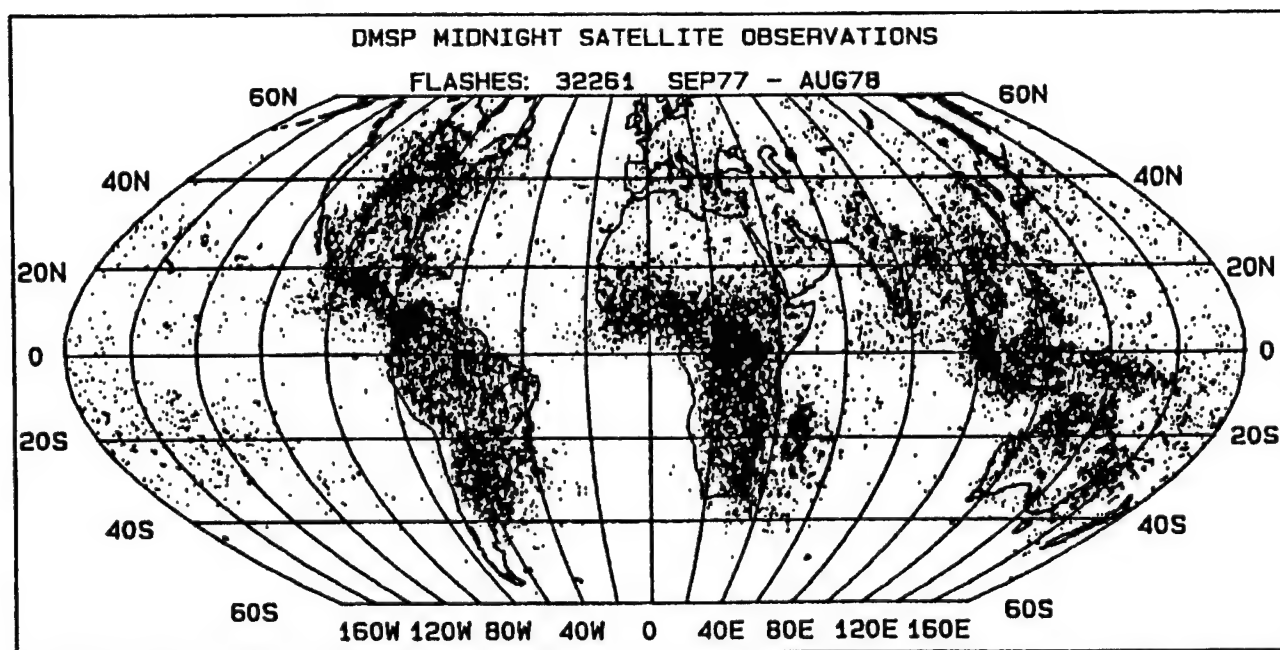 DMSP MIDNIGHT SATELLITE OBSERVATIONS
FLASHES: 32261 SEP77 - AUG78
60N 60N
40N 40N
20N 20N
0 0
20S 20S
40S 40S
60S 60S
160W 120W 80W 40W 0 40E 80E 120E 160E